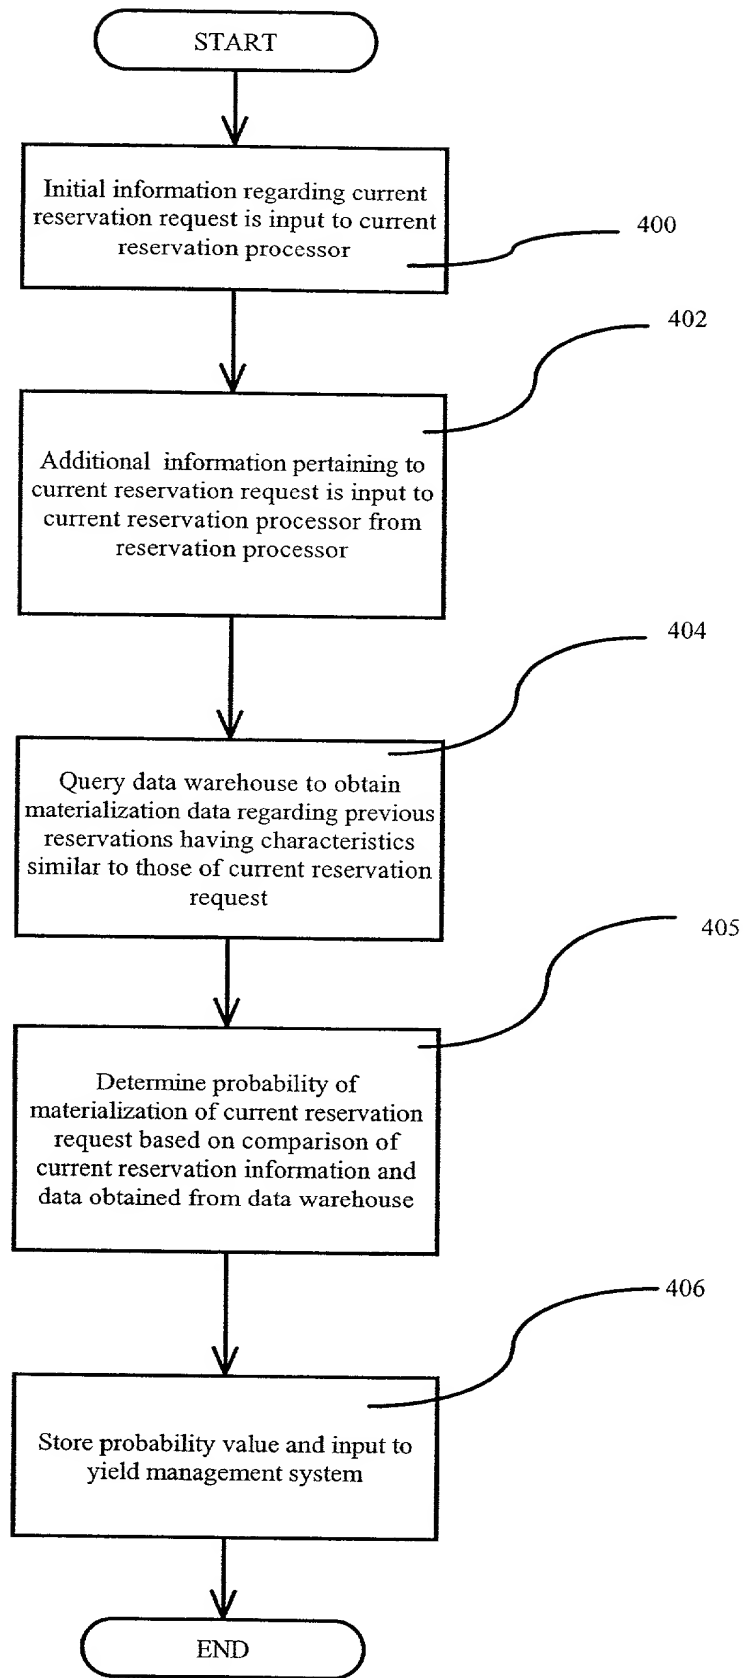 START
Initial information regarding current
reservation request is input to current
reservation processor
400
402
Additional information pertaining to
current reservation request is input to
current reservation processor from
reservation processor
404
Query data warehouse to obtain
materialization data regarding previous
reservations having characteristics
similar to those of current reservation
request
405
Determine probability of
materialization of current reservation
request based on comparison of
current reservation information and
data obtained from data warehouse
406
Store probability value and input to
yield management system
END